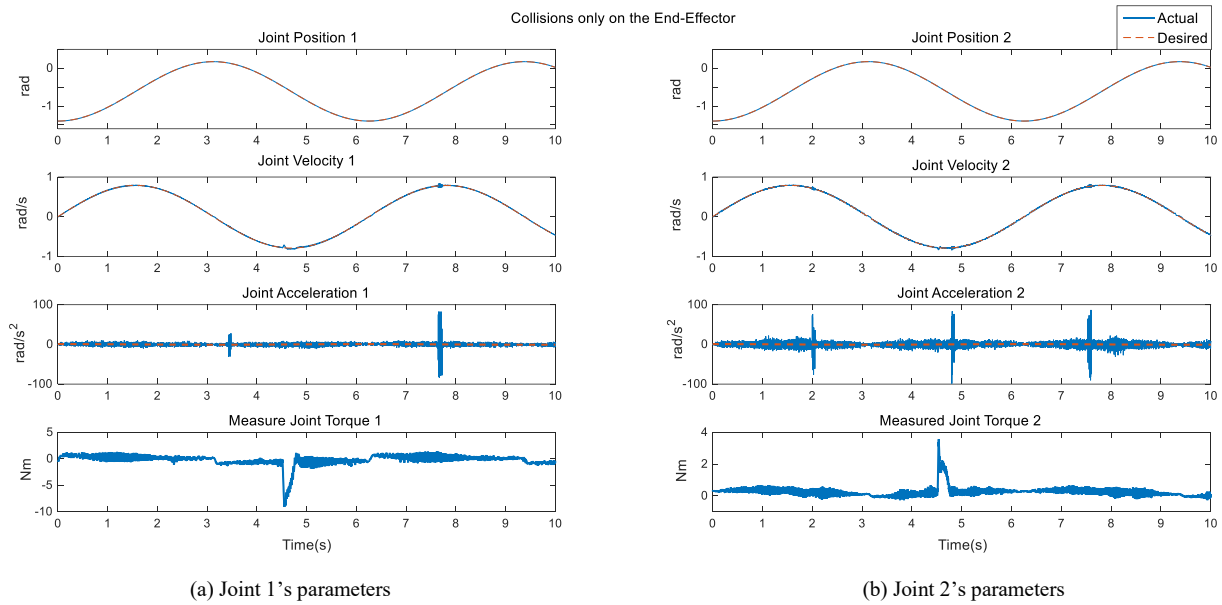 Collisions only on the End-Effector
Actual
Desired
Joint Position 1
rad
0
-1
0 1 2 3 4 5 6 7 8 9 10
Joint Velocity 1
rad/s
1
0
-1
0 1 2 3 4 5 6 7 8 9 10
Joint Acceleration 1
rad/s²
100
0
-100
0 1 2 3 4 5 6 7 8 9 10
Measure Joint Torque 1
Nm
5
0
-5
-10
0 1 2 3 4 5 6 7 8 9 10
Time(s)
(a) Joint 1’s parameters
Joint Position 2
rad
0
-1
0 1 2 3 4 5 6 7 8 9 10
Joint Velocity 2
rad/s
1
0
-1
0 1 2 3 4 5 6 7 8 9 10
Joint Acceleration 2
rad/s²
100
0
-100
0 1 2 3 4 5 6 7 8 9 10
Measured Joint Torque 2
Nm
4
2
0
0 1 2 3 4 5 6 7 8 9 10
Time(s)
(b) Joint 2’s parameters